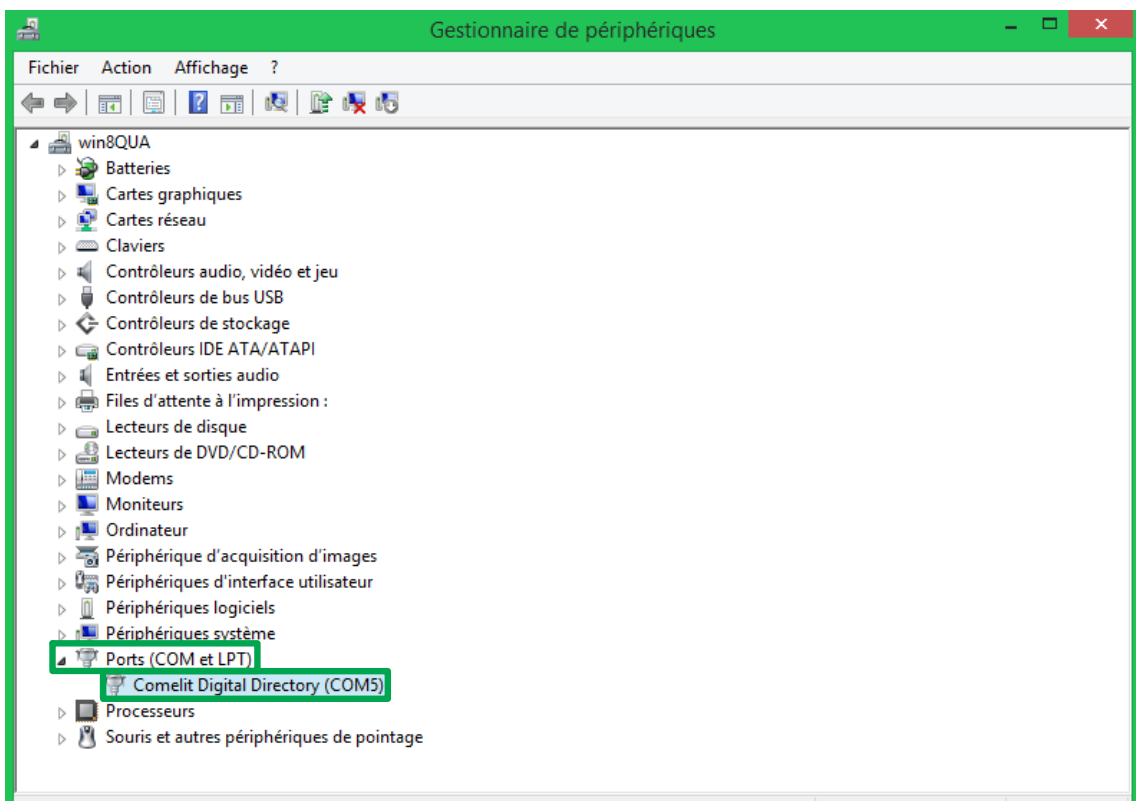 Gestionnaire de périphériques
Fichier Action Affichage ?
win8QUA
Batteries
Cartes graphiques
Cartes réseau
Claviers
Contrôleurs audio, vidéo et jeu
Contrôleurs de bus USB
Contrôleurs de stockage
Contrôleurs IDE ATA/ATAPI
Entrées et sorties audio
Files d'attente à l'impression :
Lecteurs de disque
Lecteurs de DVD/CD-ROM
Modems
Moniteurs
Ordinateur
Périphérique d'acquisition d'images
Périphériques d'interface utilisateur
Périphériques logiciels
Périphériques système
Ports (COM et LPT)
Comelit Digital Directory (COM5)
Processeurs
Souris et autres périphériques de pointage